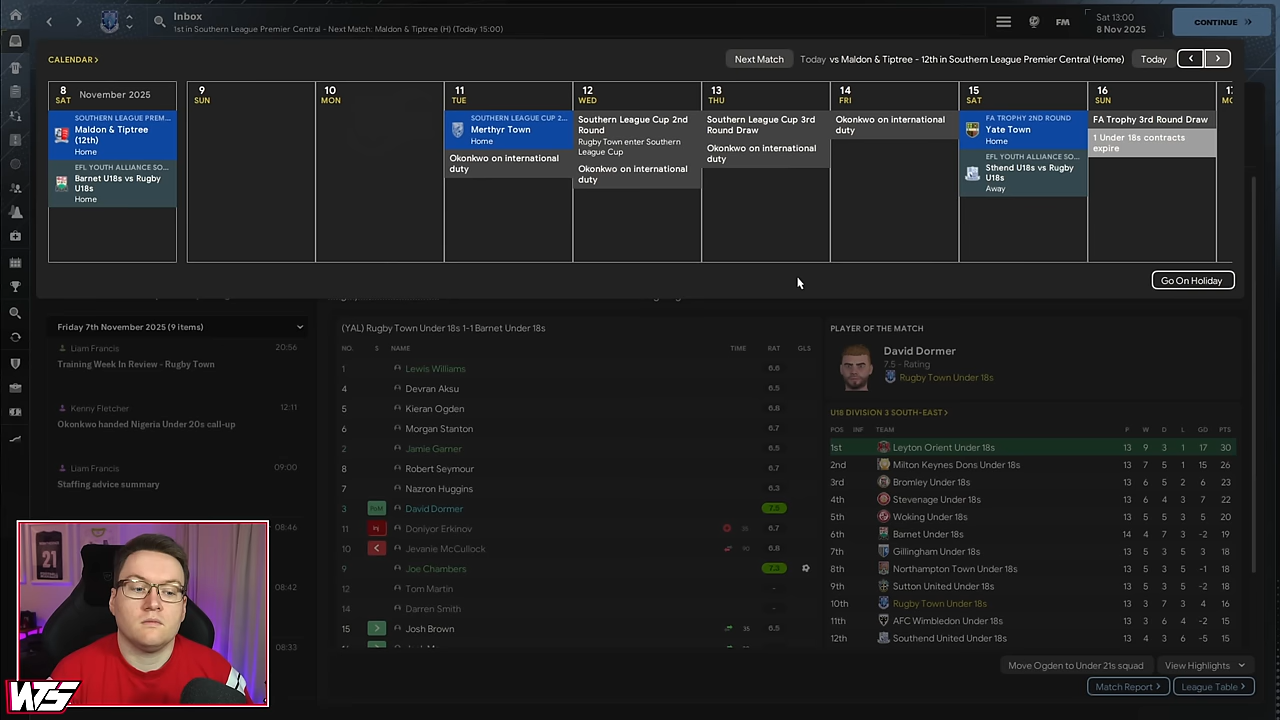 Inbox
1st in Southern League Premier Central - Next Match: Maldon & Tiptree (H) (Today 15:00)
FM
Sat 13:00
8 Nov 2025
CONTINUE
CALENDAR
Next Match
Today vs Maldon & Tiptree - 12th in Southern League Premier Central (Home)
Today
8
SAT
November 2025
SOUTHERN LEAGUE PREM...
Maldon & Tiptree
(12th)
Home
EFL YOUTH ALLIANCE SO...
Barnet U18s vs Rugby
U18s
Home
9
SUN
10
MON
11
TUE
SOUTHERN LEAGUE CUP 2...
Merthyr Town
Home
Okonkwo on international
duty
12
WED
Southern League Cup 2nd
Round
Rugby Town enter Southern
League Cup
Okonkwo on international
duty
13
THU
Southern League Cup 3rd
Round Draw
Okonkwo on international
duty
14
FRI
Okonkwo on international
duty
15
SAT
FA TROPHY 2ND ROUND
Yate Town
Home
EFL YOUTH ALLIANCE SO...
Sthend U18s vs Rugby
U18s
Away
16
SUN
FA Trophy 3rd Round Draw
1 Under 18s contracts
expire
Go On Holiday
Friday 7th November 2025 (9 items)
Liam Francis 20:56
Training Week In Review - Rugby Town
Kenny Fletcher 12:11
Okonkwo handed Nigeria Under 20s call-up
Liam Francis 09:00
Staffing advice summary
08:46
08:42
08:33
(YAL) Rugby Town Under 18s 1-1 Barnet Under 18s
NO. S NAME TIME RAT GLS
1 Lewis Williams 6.6
4 Devran Aksu 6.5
5 Kieran Ogden 6.8
6 Morgan Stanton 6.7
2 Jamie Garner 6.5
8 Robert Seymour 6.7
7 Nazron Huggins 6.3
3 PoM David Dormer 7.5
11 Inj Doniyor Erkinov 6.7
10 Jevanie McCullock 90 6.8
9 Joe Chambers 7.3
12 Tom Martin -
14 Darren Smith -
15 Josh Brown 35 6.5
PLAYER OF THE MATCH
David Dormer
7.5 - Rating
Rugby Town Under 18s
U18 DIVISION 3 SOUTH-EAST
POS INF TEAM P W D L GD PTS
1st Leyton Orient Under 18s 13 9 3 1 17 30
2nd Milton Keynes Dons Under 18s 13 7 5 1 15 26
3rd Bromley Under 18s 13 6 5 2 6 23
4th Stevenage Under 18s 13 6 4 3 7 22
5th Woking Under 18s 13 5 5 3 5 20
6th Barnet Under 18s 14 4 7 3 -2 19
7th Gillingham Under 18s 13 5 3 5 3 18
8th Northampton Town Under 18s 13 5 3 5 -1 18
9th Sutton United Under 18s 13 5 3 5 -2 18
10th Rugby Town Under 18s 13 3 7 3 4 16
11th AFC Wimbledon Under 18s 13 3 6 4 -2 15
12th Southend United Under 18s 13 4 3 6 -5 15
Move Ogden to Under 21s squad
View Highlights
Match Report
League Table
21
WTS